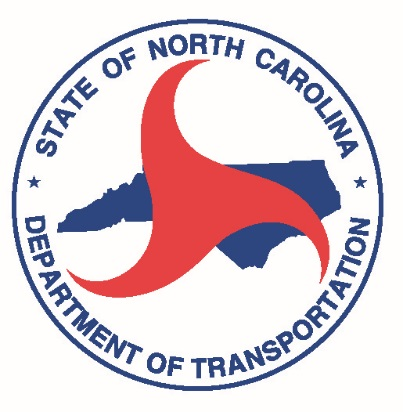 STATE OF NORTH CAROLINA
DEPARTMENT OF TRANSPORTATION